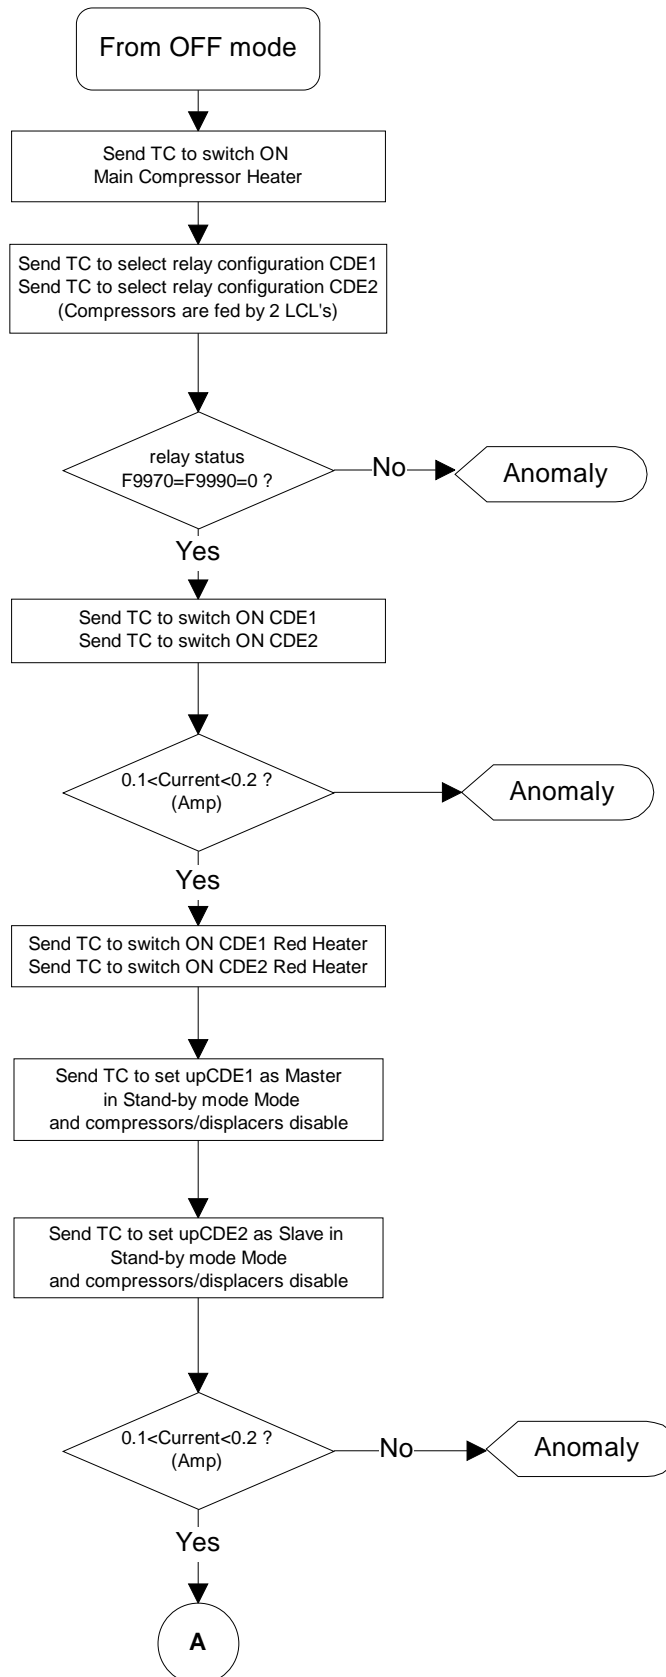 From OFF mode
Send TC to switch ON
Main Compressor Heater
Send TC to select relay configuration CDE1
Send TC to select relay configuration CDE2
(Compressors are fed by 2 LCL's)
relay status
F9970=F9990=0 ?
No
Anomaly
Yes
Send TC to switch ON CDE1
Send TC to switch ON CDE2
0.1<Current<0.2 ?
(Amp)
Anomaly
Yes
Send TC to switch ON CDE1 Red Heater
Send TC to switch ON CDE2 Red Heater
Send TC to set upCDE1 as Master
in Stand-by mode Mode
and compressors/displacers disable
Send TC to set upCDE2 as Slave in
Stand-by mode Mode
and compressors/displacers disable
0.1<Current<0.2 ?
(Amp)
No
Anomaly
Yes
A